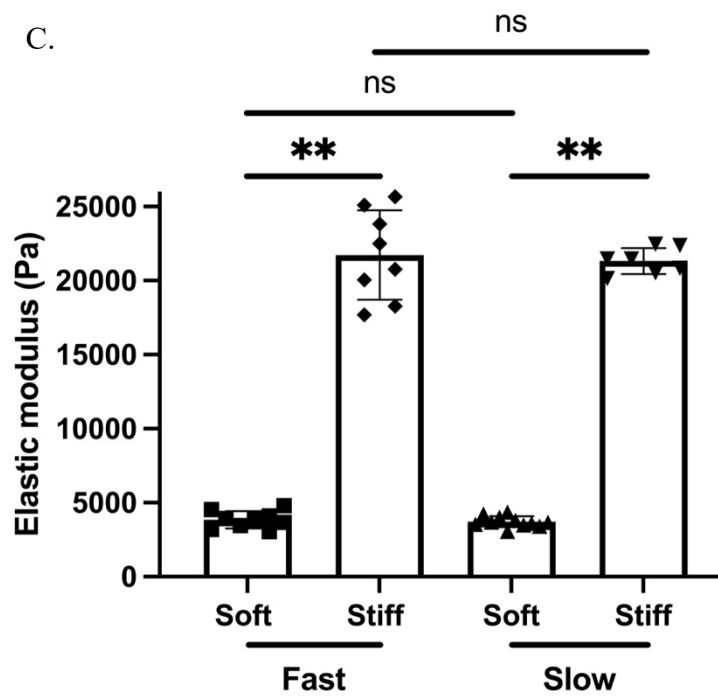 C.
ns
ns
** **
Elastic modulus (Pa)
25000
20000
15000
10000
5000
0
Soft Stiff Soft Stiff
Fast Slow